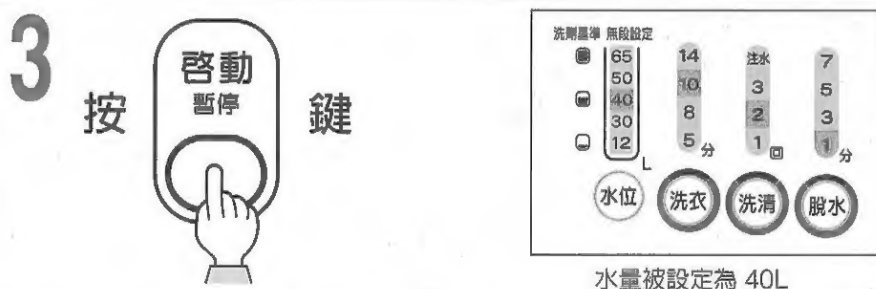 3
按
啓動
暫停
鍵
洗劑基準 無段設定
65 14 注水 7
50 10 3 5
40 8 2 3
30 5 分 1 回 1 分
12
L
水位 洗衣 洗清 脫水
水量被設定為 40L